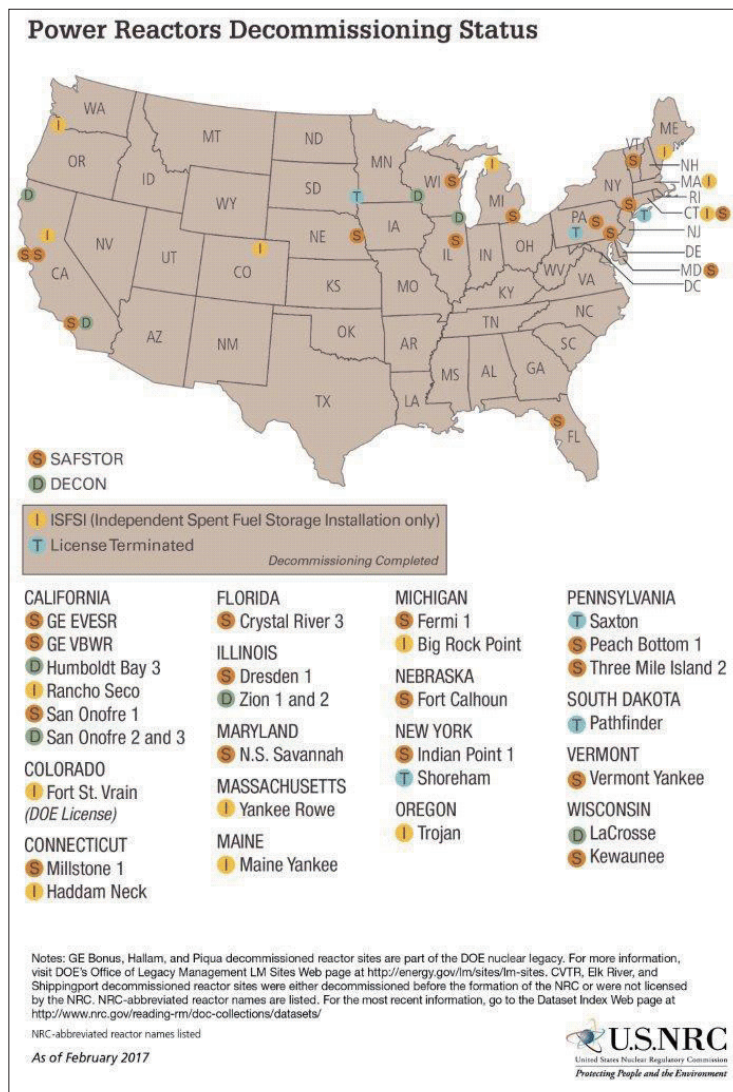 Power Reactors Decommissioning Status
WA
I
OR
D
ID
MT
ND
SD
T
MN
WI
S
D
I
MI
S
VT
S
ME
I
NH
MA I
RI
CT I S
NJ
DE
MD S
DC
NY
S
T
PA
S
T
S
WY
NE
S
IA
D
IL
S
IN
OH
WV
VA
KY
NC
TN
SC
NV
I
S S
CA
S D
UT
CO
I
KS
MO
AZ
NM
OK
AR
TX
LA
MS
AL
GA
S
FL
S SAFSTOR
D DECON
I ISFSI (Independent Spent Fuel Storage Installation only)
T License Terminated
Decommissioning Completed
CALIFORNIA
S GE EVESR
S GE VBWR
D Humboldt Bay 3
I Rancho Seco
S San Onofre 1
D San Onofre 2 and 3
COLORADO
I Fort St. Vrain
(DOE License)
CONNECTICUT
S Millstone 1
I Haddam Neck
FLORIDA
S Crystal River 3
ILLINOIS
S Dresden 1
D Zion 1 and 2
MARYLAND
S N.S. Savannah
MASSACHUSETTS
I Yankee Rowe
MAINE
I Maine Yankee
MICHIGAN
S Fermi 1
I Big Rock Point
NEBRASKA
S Fort Calhoun
NEW YORK
S Indian Point 1
T Shoreham
OREGON
I Trojan
PENNSYLVANIA
T Saxton
S Peach Bottom 1
S Three Mile Island 2
SOUTH DAKOTA
T Pathfinder
VERMONT
S Vermont Yankee
WISCONSIN
D LaCrosse
S Kewaunee
Notes: GE Bonus, Hallam, and Piqua decommissioned reactor sites are part of the DOE nuclear legacy. For more information,
visit DOE's Office of Legacy Management LM Sites Web page at http://energy.gov/lm/sites/lm-sites. CVTR, Elk River, and
Shippingport decommissioned reactor sites were either decommissioned before the formation of the NRC or were not licensed
by the NRC. NRC-abbreviated reactor names are listed. For the most recent information, go to the Dataset Index Web page at
http://www.nrc.gov/reading-rm/doc-collections/datasets/
NRC-abbreviated reactor names listed
As of February 2017
U.S.NRC
United States Nuclear Regulatory Commission
Protecting People and the Environment